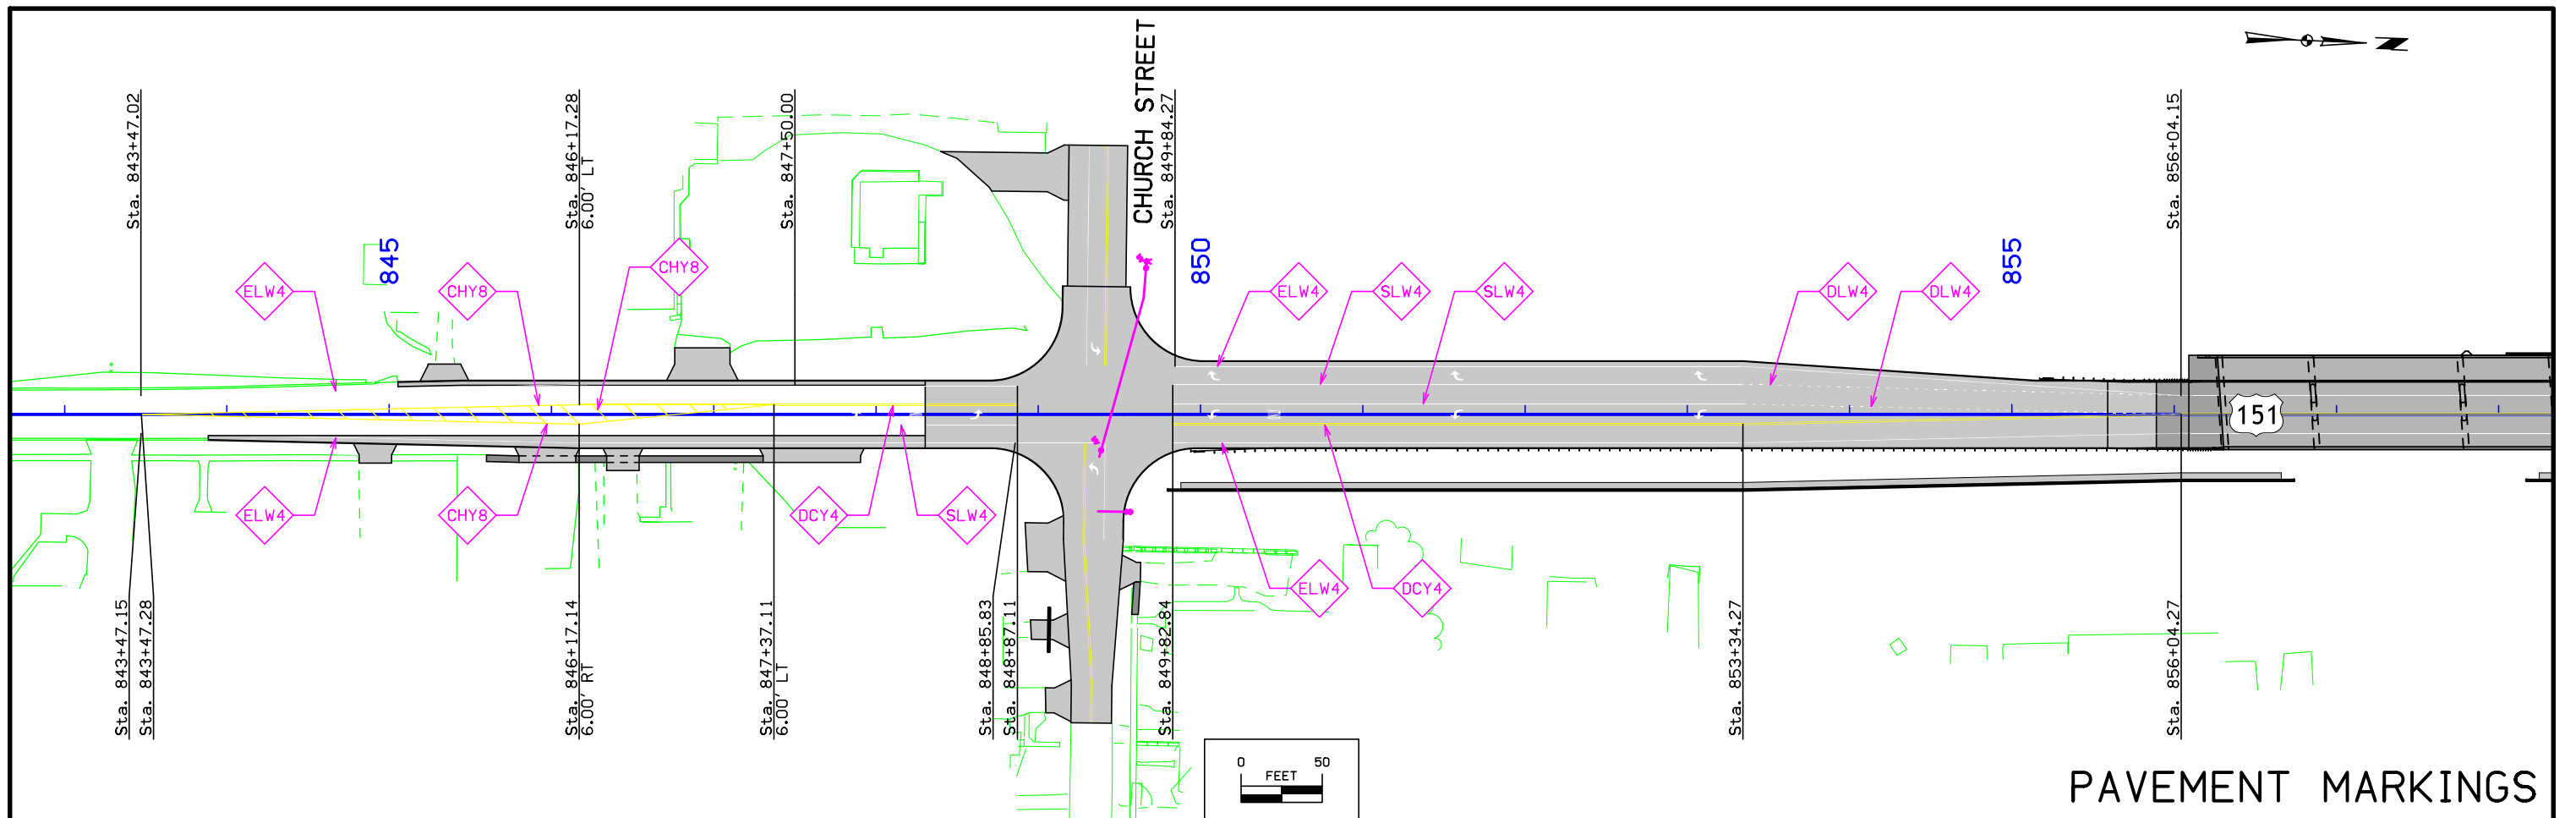 CHURCH STREET
Sta. 843+47.02
Sta. 846+17.28
6.00' LT
Sta. 847+50.00
Sta. 849+84.27
Sta. 856+04.15
N
845
850
855
ELW4
CHY8
CHY8
ELW4
SLW4
SLW4
DLW4
DLW4
151
ELW4
CHY8
DCY4
SLW4
ELW4
DCY4
Sta. 843+47.15
Sta. 843+47.28
Sta. 846+17.14
6.00' RT
Sta. 847+37.11
6.00' LT
Sta. 848+85.83
Sta. 848+87.11
Sta. 849+82.84
Sta. 853+34.27
Sta. 856+04.27
0 50
FEET
PAVEMENT MARKINGS